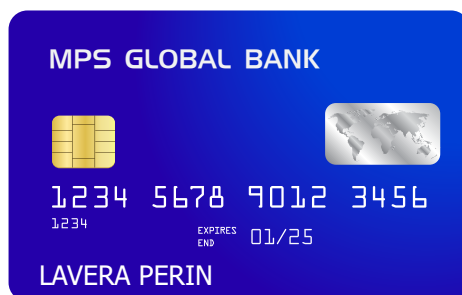 MPS GLOBAL BANK
1234 5678 9012 3456
1234
EXPIRES
END 01/25
LAVERA PERIN